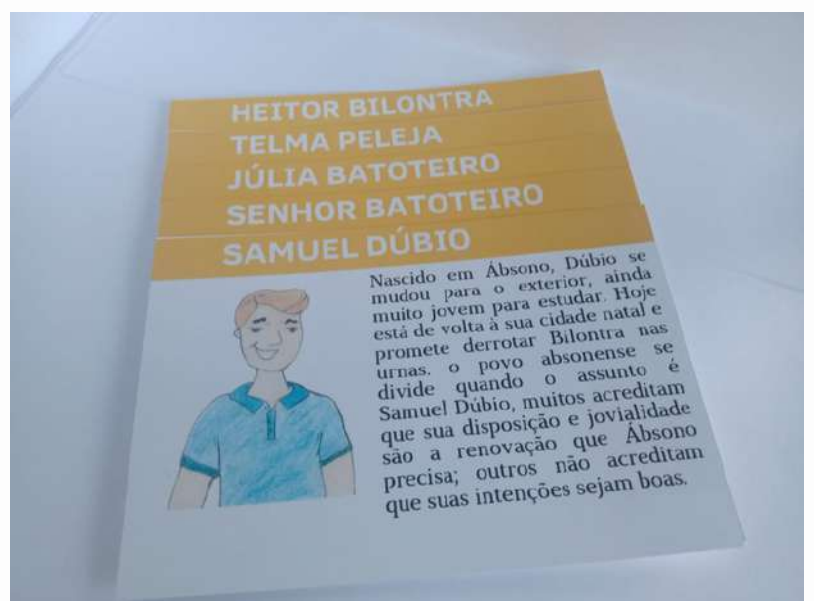 HEITOR BILONTRA
TELMA PELEJA
JÚLIA BATOTEIRO
SENHOR BATOTEIRO
SAMUEL DÚBIO
Nascido em Ábsono, Dúbio se
mudou para o exterior, ainda
muito jovem para estudar. Hoje
está de volta à sua cidade natal e
promete derrotar Bilontra nas
urnas. o povo absonense se
divide quando o assunto é
Samuel Dúbio, muitos acreditam
que sua disposição e jovialidade
são a renovação que Ábsono
precisa; outros não acreditam
que suas intenções sejam boas.